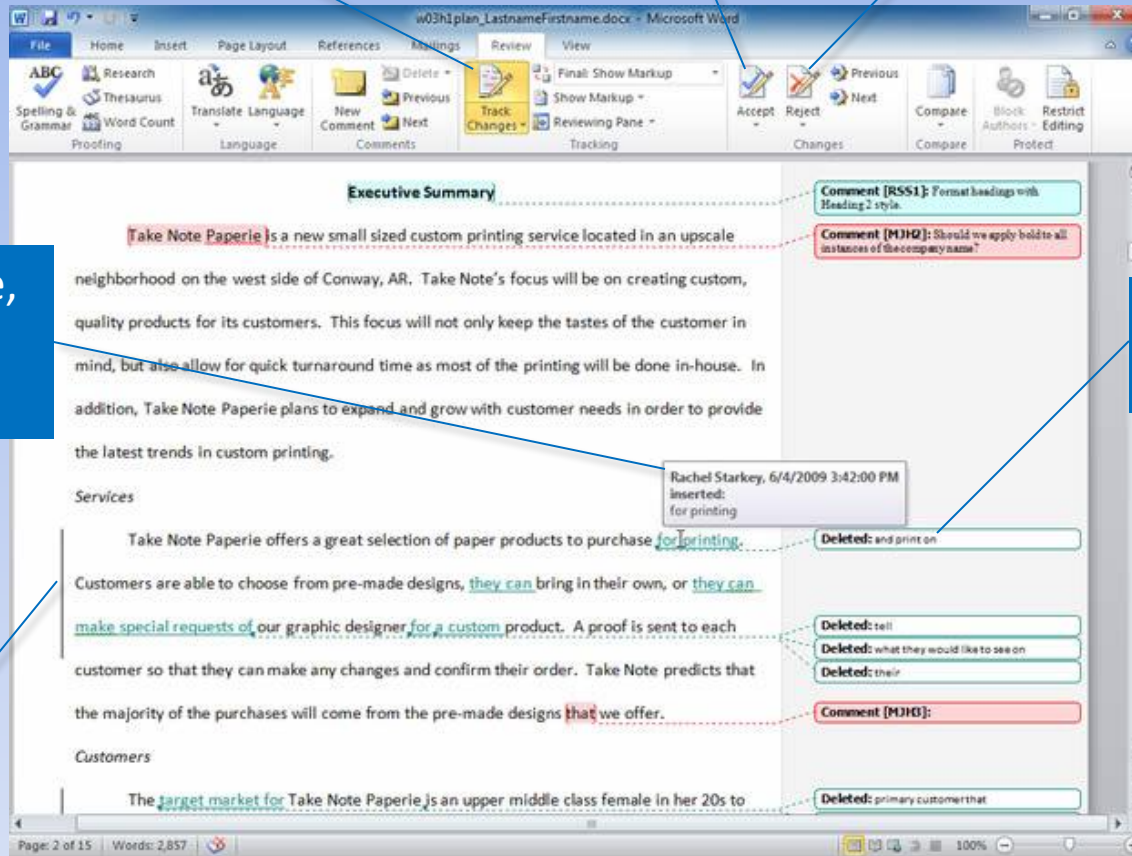 w03h1plan_LastnameFirstname.docx - Microsoft Word
File Home Insert Page Layout References Mailings Review View
ABC
Spelling & Grammar
Research
Thesaurus
Word Count
Proofing
Translate
Language
Language
New Comment
Delete
Previous
Next
Comments
Track Changes
Final: Show Markup
Show Markup
Reviewing Pane
Tracking
Accept
Reject
Previous
Next
Changes
Compare
Compare
Block Authors
Restrict Editing
Protect
Executive Summary
Comment [RSS1]: Format headings with
Heading 2 style.
Take Note Paperie is a new small sized custom printing service located in an upscale
Comment [MJH2]: Should we apply bold to all
instances of the company name?
neighborhood on the west side of Conway, AR. Take Note's focus will be on creating custom,
quality products for its customers. This focus will not only keep the tastes of the customer in
mind, but also allow for quick turnaround time as most of the printing will be done in-house. In
addition, Take Note Paperie plans to expand and grow with customer needs in order to provide
the latest trends in custom printing.
Rachel Starkey, 6/4/2009 3:42:00 PM
inserted:
for printing
Services
Take Note Paperie offers a great selection of paper products to purchase for printing.
Deleted: and print on
Customers are able to choose from pre-made designs, they can bring in their own, or they can
make special requests of our graphic designer for a custom product. A proof is sent to each
Deleted: tell
Deleted: what they would like to see on
customer so that they can make any changes and confirm their order. Take Note predicts that
Deleted: their
the majority of the purchases will come from the pre-made designs that we offer.
Comment [MJH3]:
Customers
The target market for Take Note Paperie is an upper middle class female in her 20s to
Deleted: primary customer that
Page: 2 of 15 Words: 2,857 100%